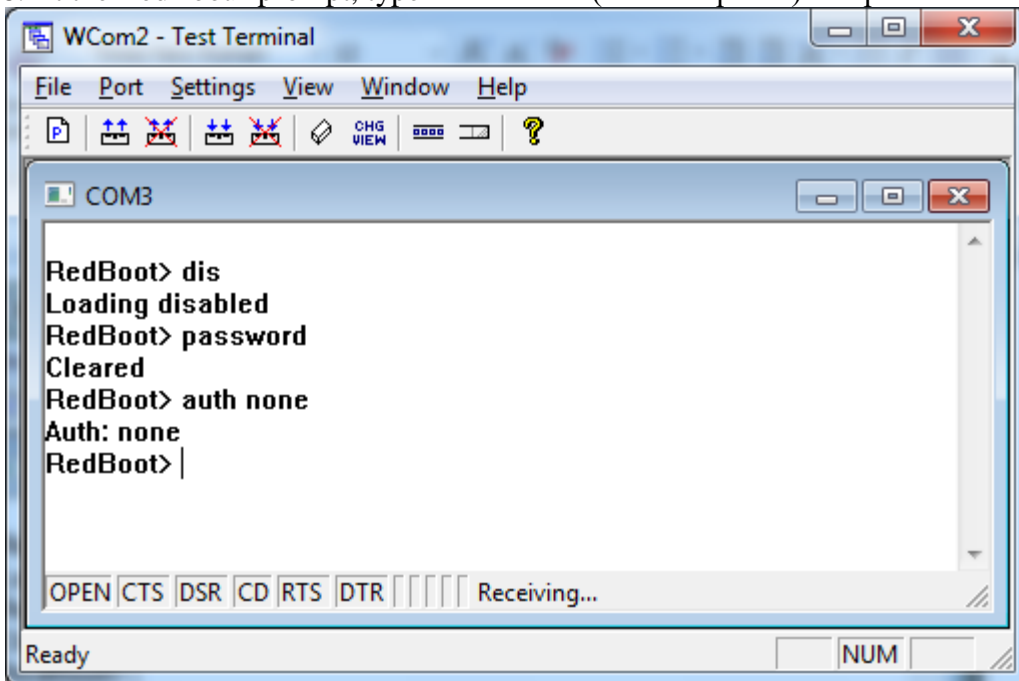 WCom2 - Test Terminal
File Port Settings View Window Help
P CHG VIEW ?
COM3
RedBoot> dis
Loading disabled
RedBoot> password
Cleared
RedBoot> auth none
Auth: none
RedBoot>
OPEN CTS DSR CD RTS DTR Receiving...
Ready NUM